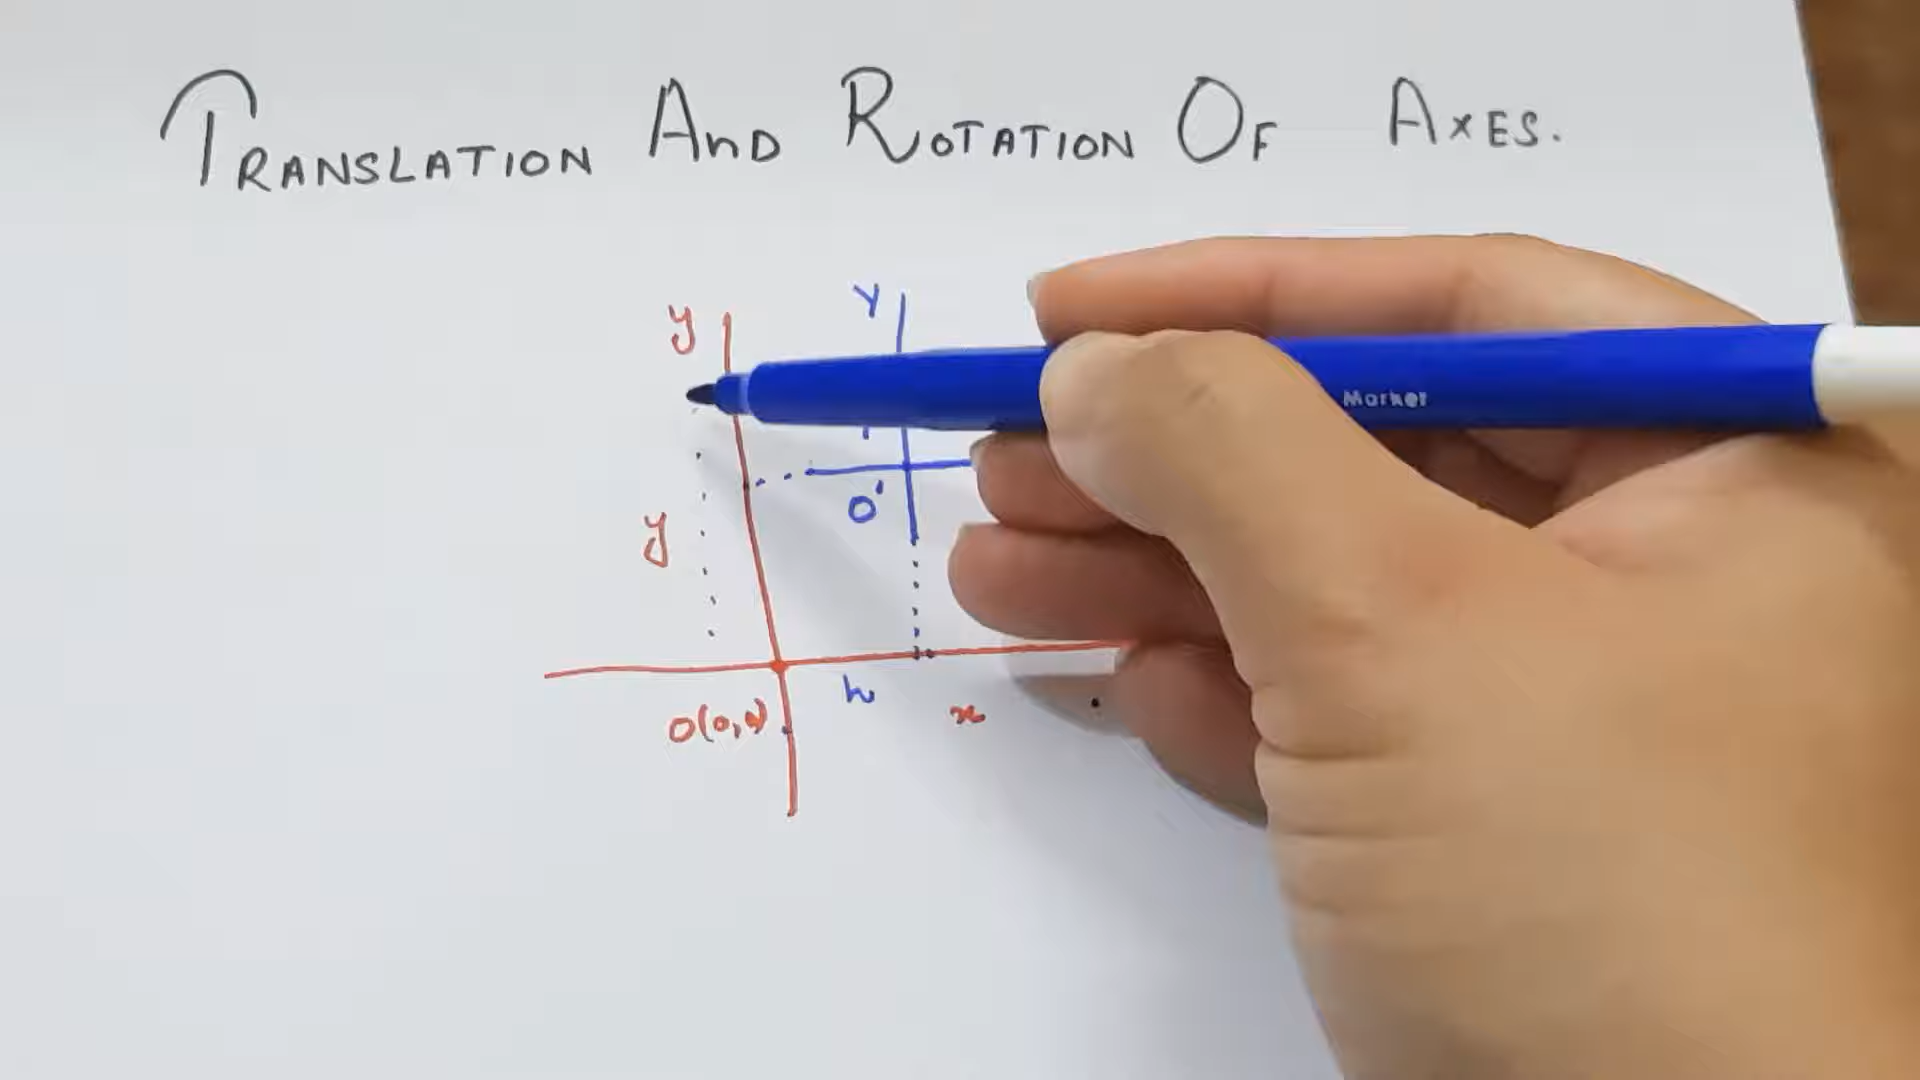 TRANSLATION AND ROTATION OF AXES.
y
Y
Marker
O'
y
h
x
O(0,0)